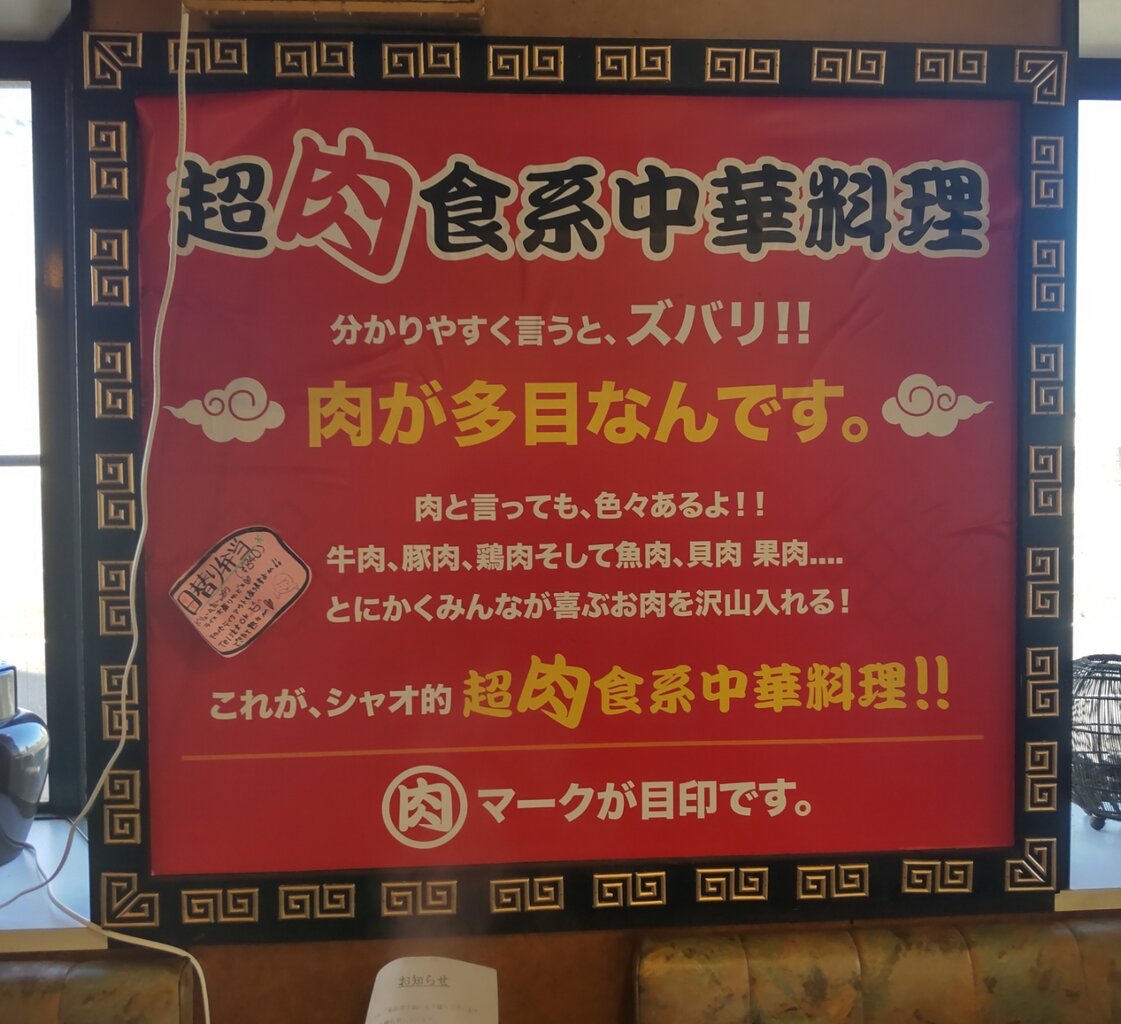 超肉食系中華料理
分かりやすく言うと、ズバリ!!
肉が多目なんです。
肉と言っても、色々あるよ!!
牛肉、豚肉、鶏肉そして魚肉、貝肉 果肉....
とにかくみんなが喜ぶお肉を沢山入れる!
日替り弁当
これが、シャオ的 超肉食系中華料理!!
肉 マークが目印です。
お知らせ